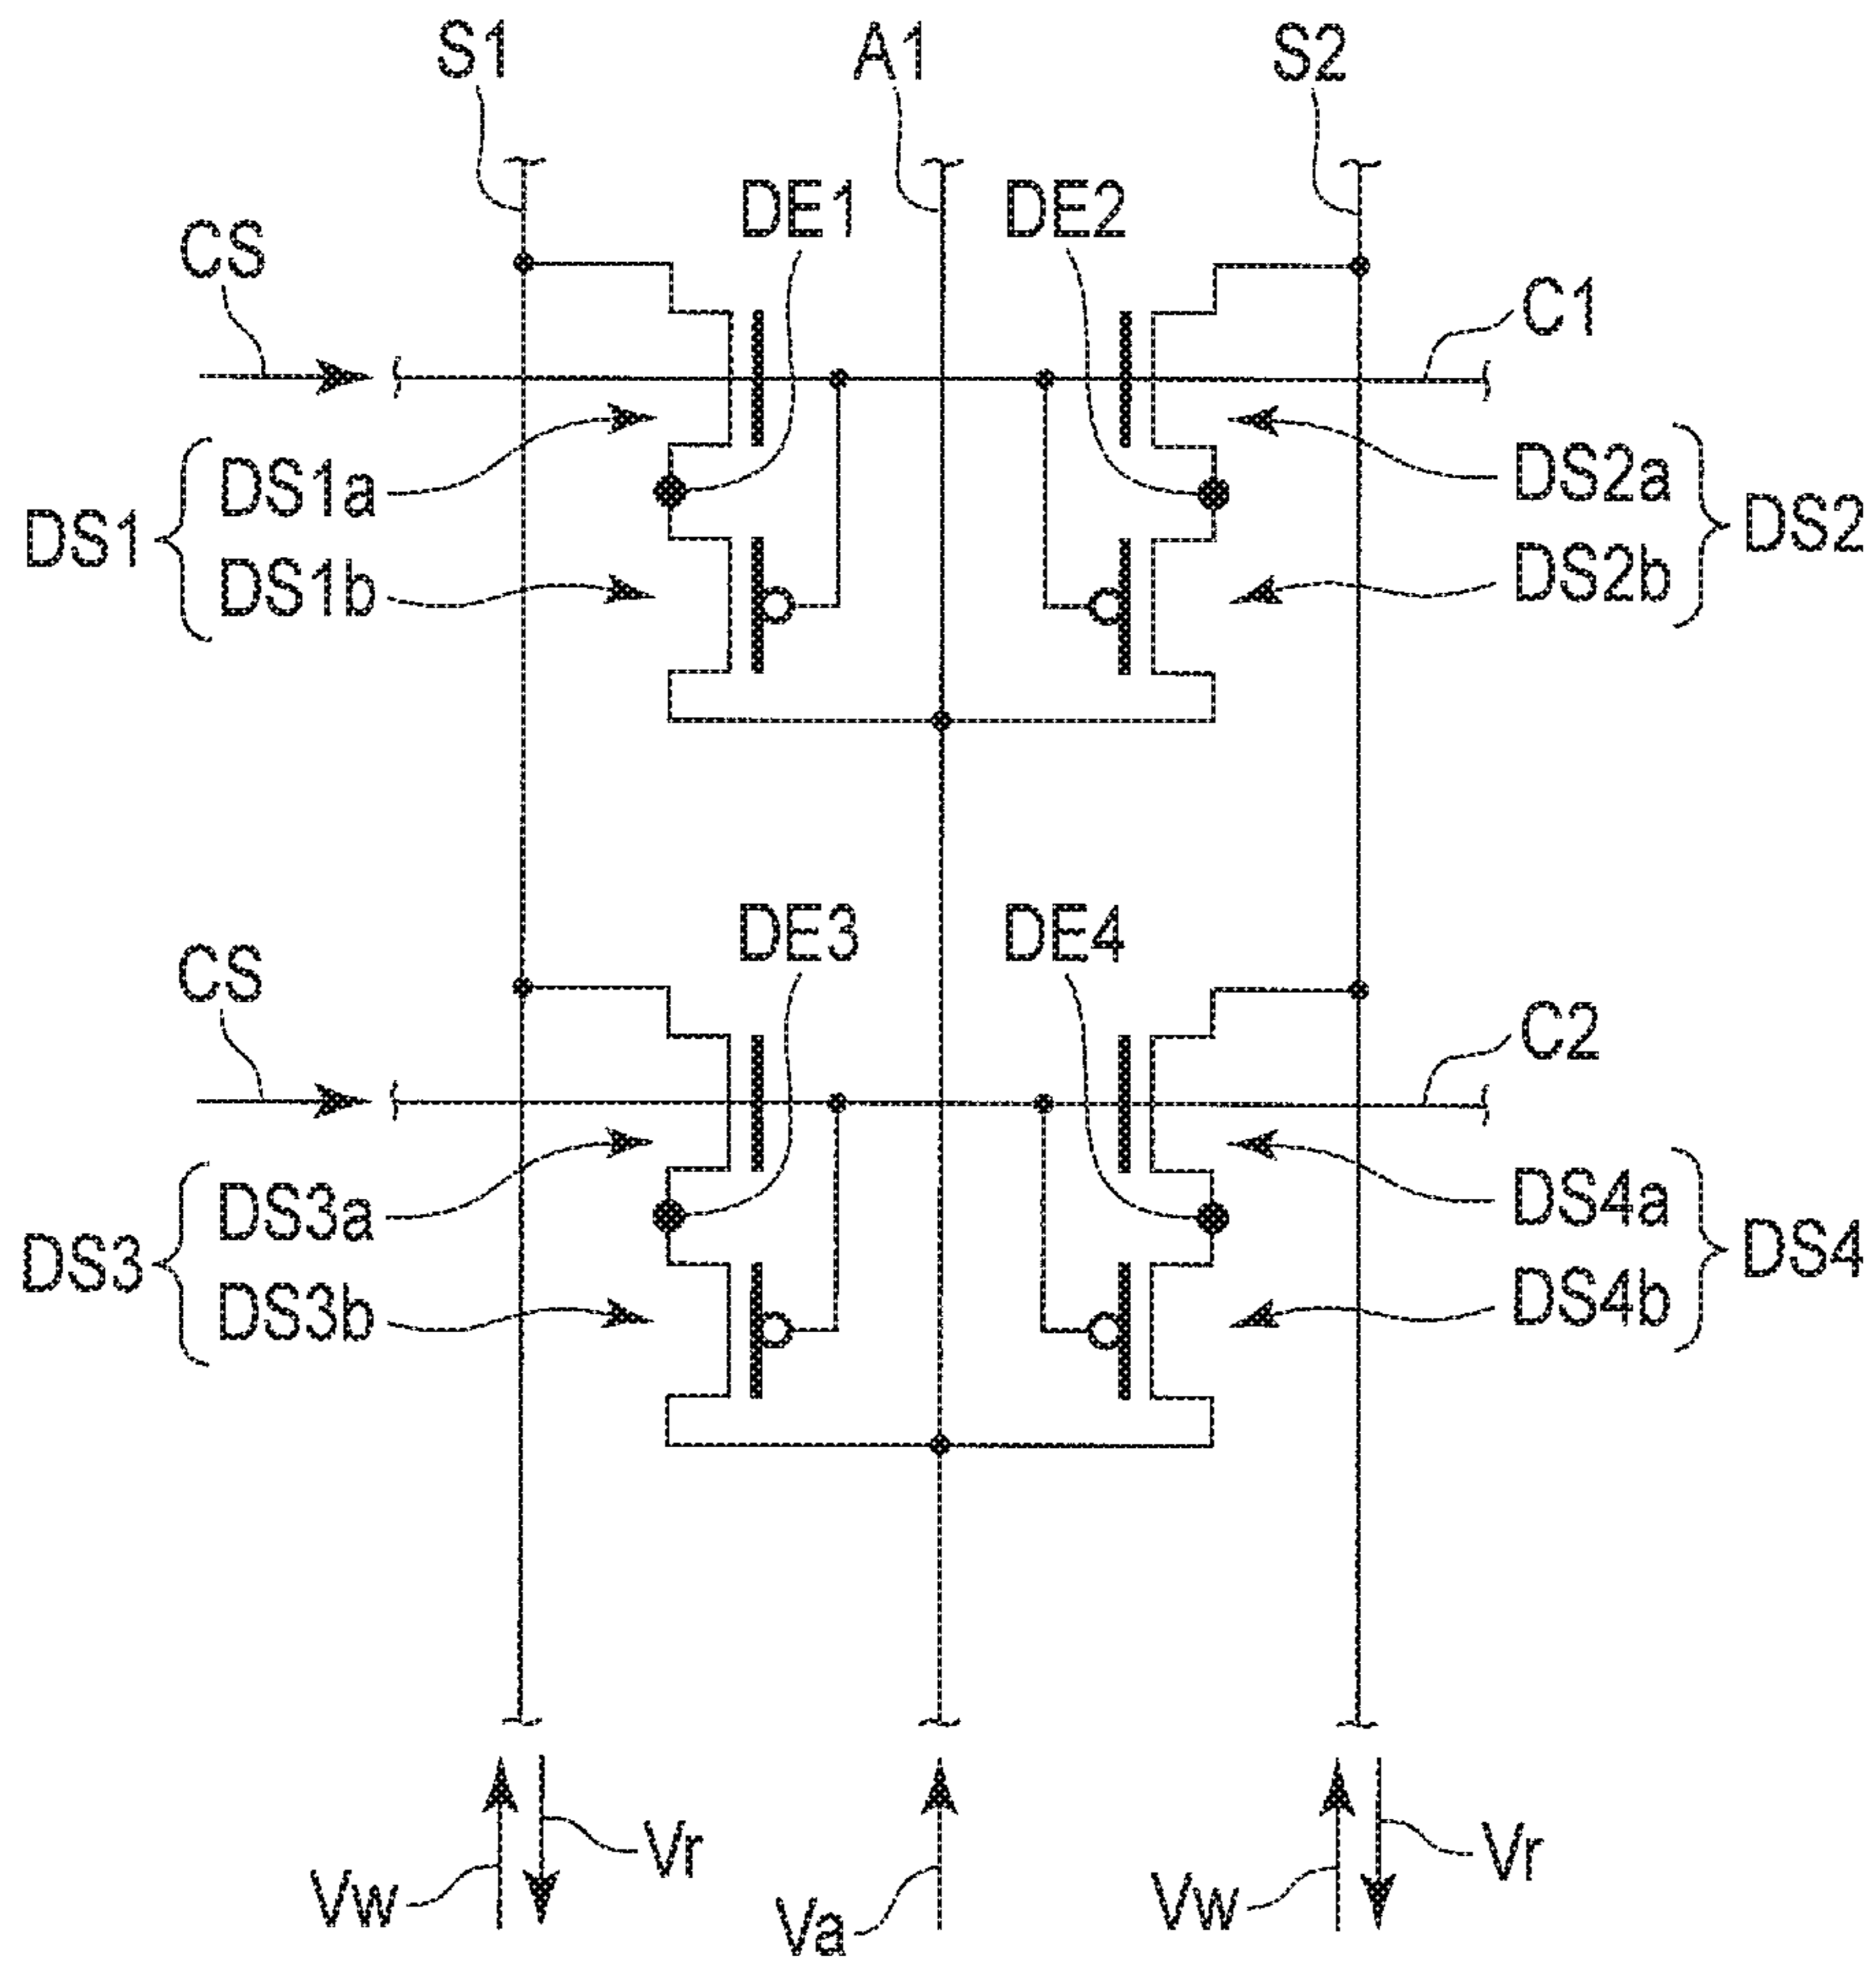 S1 A1 S2
DE1 DE2
CS
C1
DS1a DS2a
DS1 DS2
DS1b DS2b
DE3 DE4
CS
C2
DS3a DS4a
DS3 DS4
DS3b DS4b
Vr Vr
Vw Va Vw